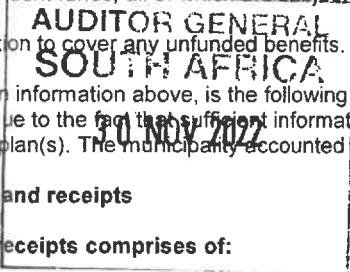 AUDITOR GENERAL
ion to cover any unfunded benefits.
SOUTH AFRICA
information above, is the following
ue to the fact that sufficient informat
30 NOV 2022
plan(s). The municipality accounted
and receipts
eceipts comprises of: